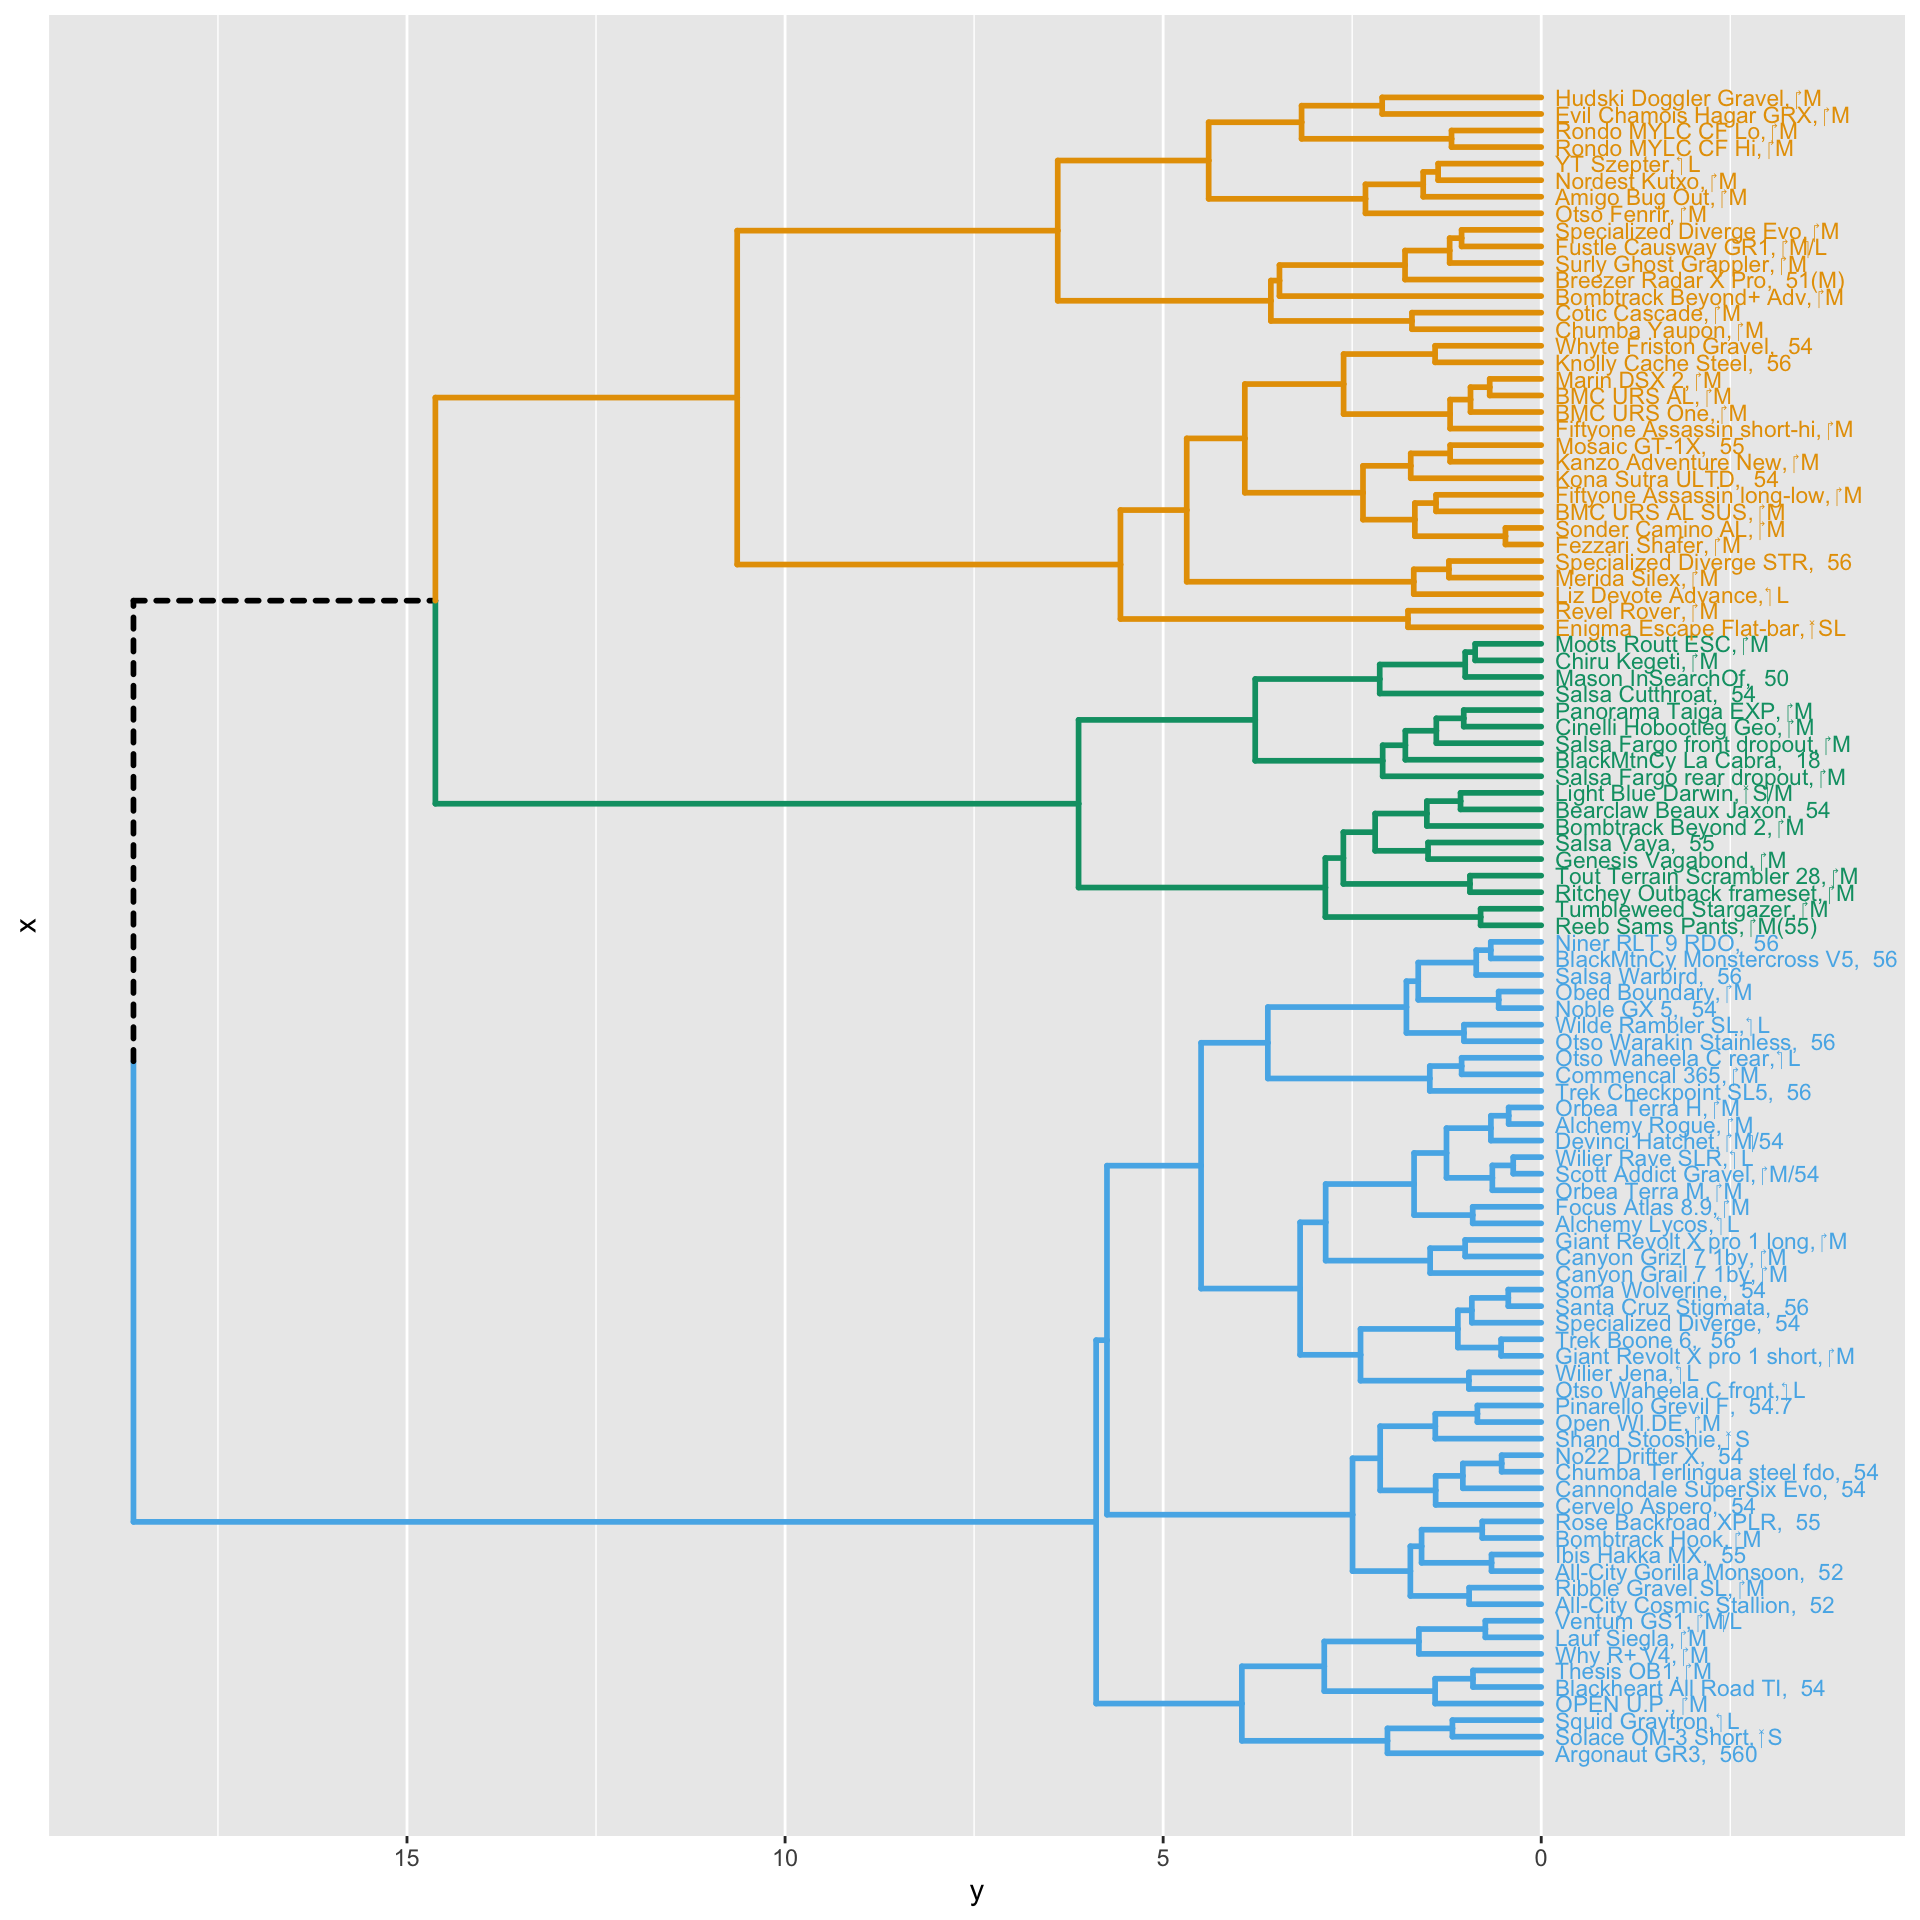 Hudski Doggler Gravel, ↱M
Evil Chamois Hagar GRX, ↱M
Rondo MYLC CF Lo, ↱M
Rondo MYLC CF Hi, ↱M
YT Szepter, ↰L
Nordest Kutxo, ↱M
Amigo Bug Out, ↱M
Otso Fenrir, ↱M
Specialized Diverge Evo, ↱M
Fustle Causway GR1, ↱M/L
Surly Ghost Grappler, ↱M
Breezer Radar X Pro, 51(M)
Bombtrack Beyond+ Adv, ↱M
Cotic Cascade, ↱M
Chumba Yaupon, ↱M
Whyte Friston Gravel, 54
Knolly Cache Steel, 56
Marin DSX 2, ↱M
BMC URS AL, ↱M
BMC URS One, ↱M
Fiftyone Assassin short-hi, ↱M
Mosaic GT-1X, 55
Kanzo Adventure New, ↱M
Kona Sutra ULTD, 54
Fiftyone Assassin long-low, ↱M
BMC URS AL SUS, ↱M
Sonder Camino AL, ↱M
Fezzari Shafer, ↱M
Specialized Diverge STR, 56
Merida Silex, ↱M
Liz Devote Advance, ↰L
Revel Rover, ↱M
Enigma Escape Flat-bar, ↑SL
Moots Routt ESC, ↱M
Chiru Kegeti, ↱M
Mason InSearchOf, 50
Salsa Cutthroat, 54
Panorama Taiga EXP, ↱M
Cinelli Hobootleg Geo, ↱M
Salsa Fargo front dropout, ↱M
BlackMtnCy La Cabra, 18
Salsa Fargo rear dropout, ↱M
Light Blue Darwin, ↑S/M
Bearclaw Beaux Jaxon, 54
Bombtrack Beyond 2, ↱M
Salsa Vaya, 55
Genesis Vagabond, ↱M
Tout Terrain Scrambler 28, ↱M
Ritchey Outback frameset, ↱M
Tumbleweed Stargazer, ↱M
Reeb Sams Pants, ↱M(55)
Niner RLT 9 RDO, 56
BlackMtnCy Monstercross V5, 56
Salsa Warbird, 56
Obed Boundary, ↱M
Noble GX 5, 54
Wilde Rambler SL, ↰L
Otso Warakin Stainless, 56
Otso Waheela C rear, ↰L
Commencal 365, ↱M
Trek Checkpoint SL5, 56
Orbea Terra H, ↱M
Alchemy Rogue, ↱M
Devinci Hatchet, ↱M/54
Wilier Rave SLR, ↰L
Scott Addict Gravel, ↱M/54
Orbea Terra M, ↱M
Focus Atlas 8.9, ↱M
Alchemy Lycos, ↰L
Giant Revolt X pro 1 long, ↱M
Canyon Grizl 7 1by, ↱M
Canyon Grail 7 1by, ↱M
Soma Wolverine, 54
Santa Cruz Stigmata, 56
Specialized Diverge, 54
Trek Boone 6, 56
Giant Revolt X pro 1 short, ↱M
Wilier Jena, ↰L
Otso Waheela C front, ↰L
Pinarello Grevil F, 54.7
Open WI.DE, ↱M
Shand Stooshie, ↑S
No22 Drifter X, 54
Chumba Terlingua steel fdo, 54
Cannondale SuperSix Evo, 54
Cervelo Aspero, 54
Rose Backroad XPLR, 55
Bombtrack Hook, ↱M
Ibis Hakka MX, 55
All-City Gorilla Monsoon, 52
Ribble Gravel SL, ↱M
All-City Cosmic Stallion, 52
Ventum GS1, ↱M/L
Lauf Siegla, ↱M
Why R+ V4, ↱M
Thesis OB1, ↱M
Blackheart All Road TI, 54
OPEN U.P., ↱M
Squid Graytron, ↰L
Solace OM-3 Short, ↑S
Argonaut GR3, 560
x
15 10 5 0
y